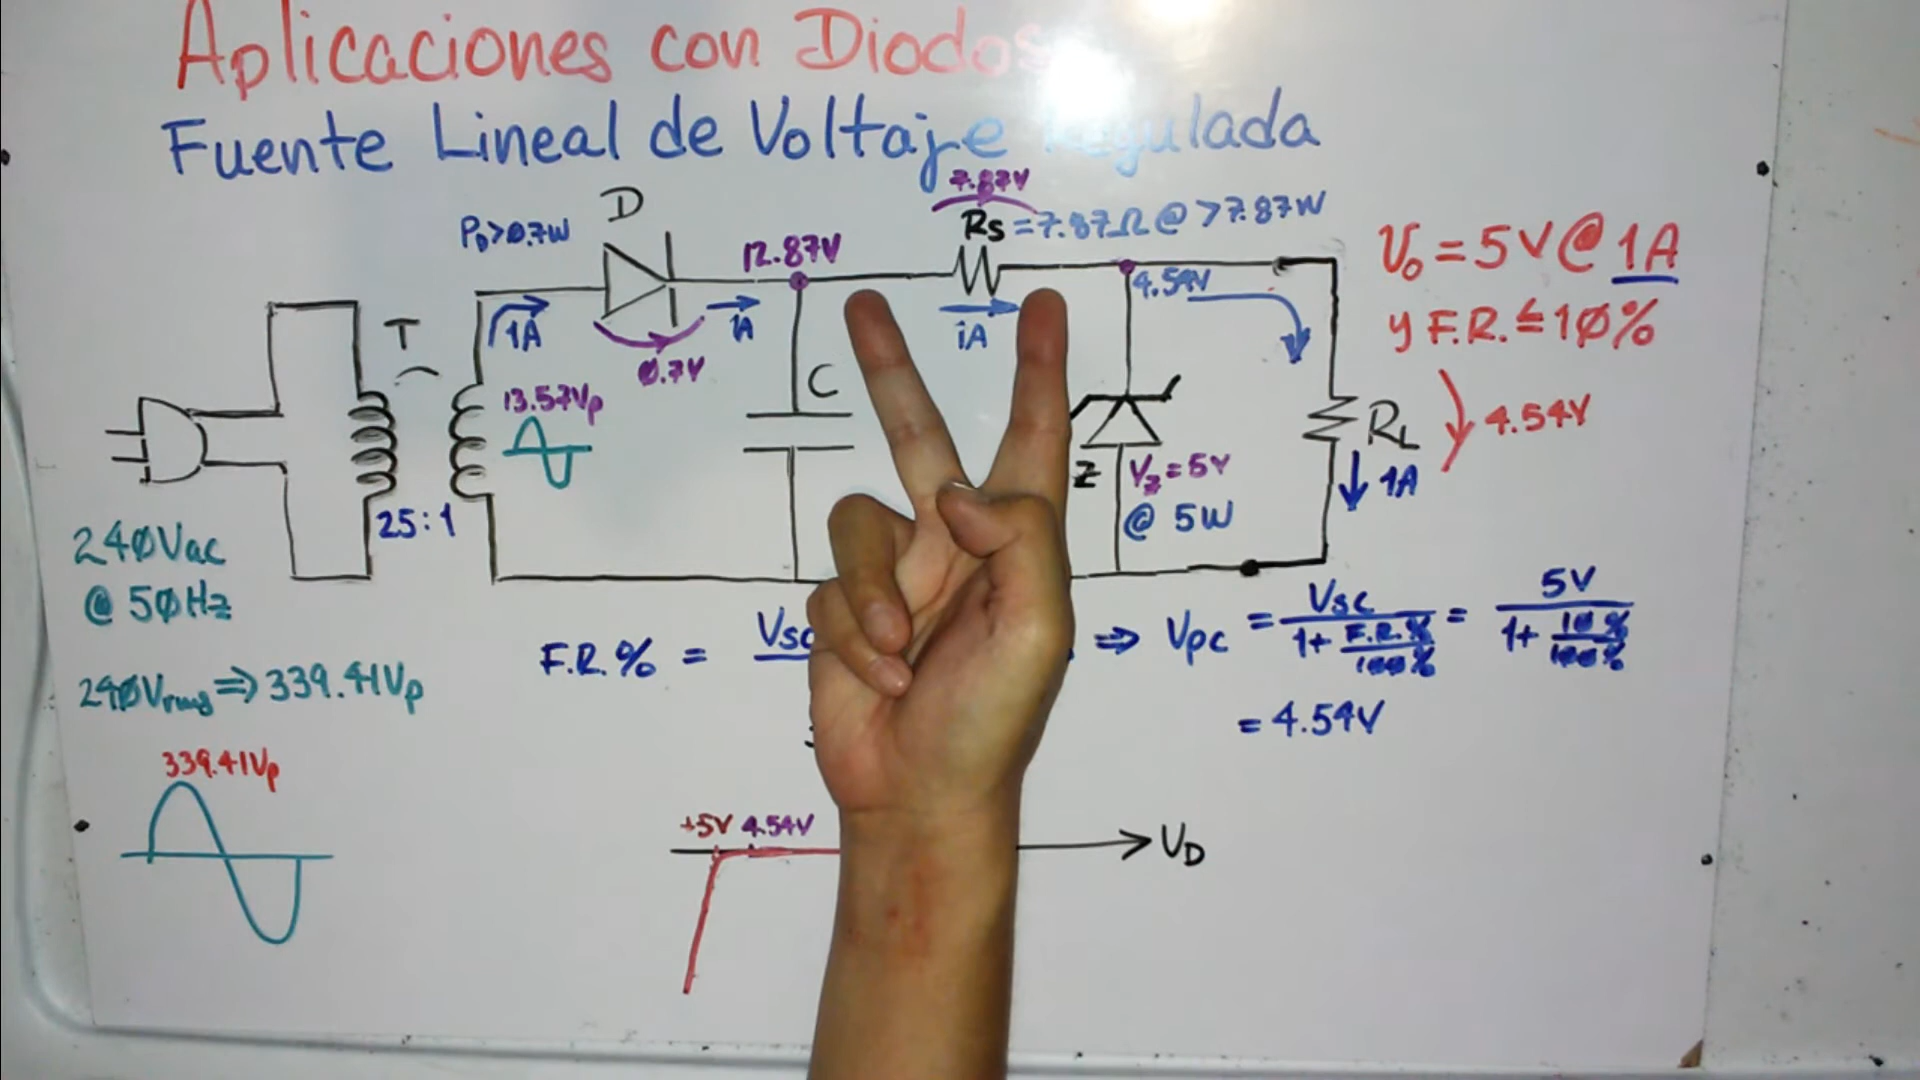 Aplicaciones con Diodos
Fuente Lineal de Voltaje Regulada
7.87V
D
P_D>0.7W
12.87V
Rs =7.87Ω@>7.87W
V_o = 5V@1A
y F.R. ≤ 10%
4.54V
T
1A
1A
1A
0.7V
C
13.57Vp
R_L
4.54V
1A
Z
V_Z=5V
@ 5W
25:1
240Vac
@ 50Hz
240Vrms ⇒ 339.41Vp
F.R.% =
⇒ Vpc = Vsc / 1+ F.R.% / 100% = 5V / 1+ 10% / 100%
= 4.54V
339.41Vp
+5V 4.54V
V_D